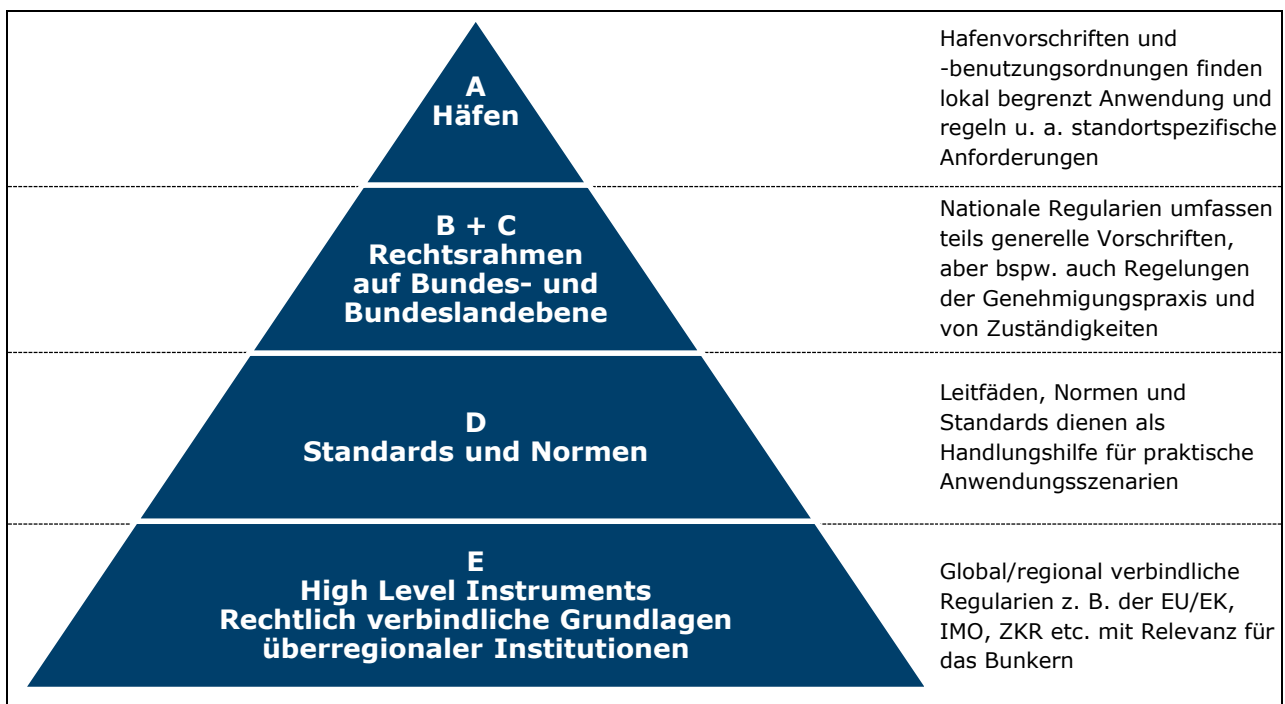 A
Häfen
Hafenvorschriften und
-benutzungsordnungen finden
lokal begrenzt Anwendung und
regeln u. a. standortspezifische
Anforderungen
B + C
Rechtsrahmen
auf Bundes- und
Bundeslandebene
Nationale Regularien umfassen
teils generelle Vorschriften,
aber bspw. auch Regelungen
der Genehmigungspraxis und
von Zuständigkeiten
D
Standards und Normen
Leitfäden, Normen und
Standards dienen als
Handlungshilfe für praktische
Anwendungsszenarien
E
High Level Instruments
Rechtlich verbindliche Grundlagen
überregionaler Institutionen
Global/regional verbindliche
Regularien z. B. der EU/EK,
IMO, ZKR etc. mit Relevanz für
das Bunkern